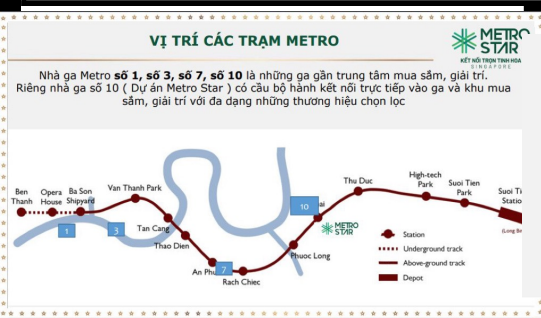 VỊ TRÍ CÁC TRẠM METRO
METRO
STAR
KẾT NỐI TRỌN TINH HOA
SINGAPORE
Nhà ga Metro số 1, số 3, số 7, số 10 là những ga gần trung tâm mua sắm, giải trí.
Riêng nhà ga số 10 ( Dự án Metro Star ) có cầu bộ hành kết nối trực tiếp vào ga và khu mua
sắm, giải trí với đa dạng những thương hiệu chọn lọc
Ben
Thanh
Opera
House
Ba Son
Shipyard
Van Thanh Park
Tan Cang
Thao Dien
An Phu
Rach Chiec
Phuoc Long
Thu Duc
High-tech
Park
Suoi Tien
Park
Suoi Ti
Statio
(Long B
1
3
7
10
ai
METRO
STAR
Station
Underground track
Above-ground track
Depot